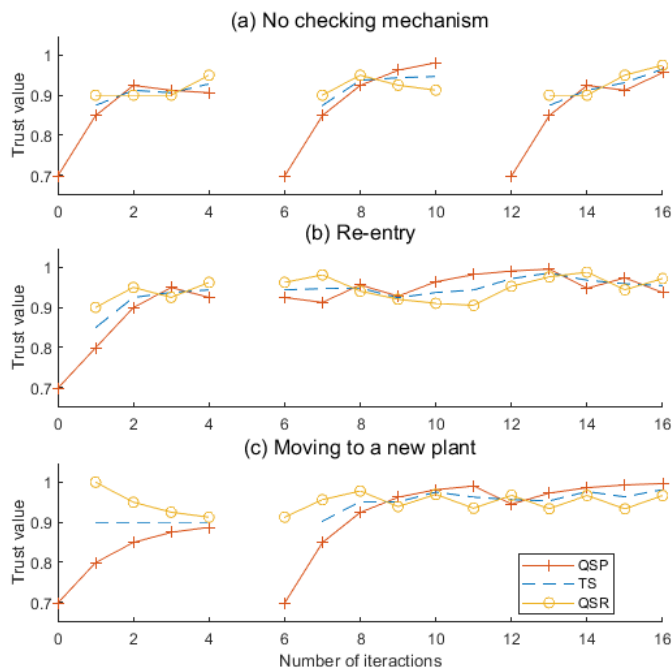 (a) No checking mechanism
Trust value
1
0.9
0.8
0.7
0 2 4 6 8 10 12 14 16
(b) Re-entry
Trust value
1
0.9
0.8
0.7
0 2 4 6 8 10 12 14 16
(c) Moving to a new plant
Trust value
1
0.9
0.8
0.7
QSP
TS
QSR
0 2 4 6 8 10 12 14 16
Number of iteractions